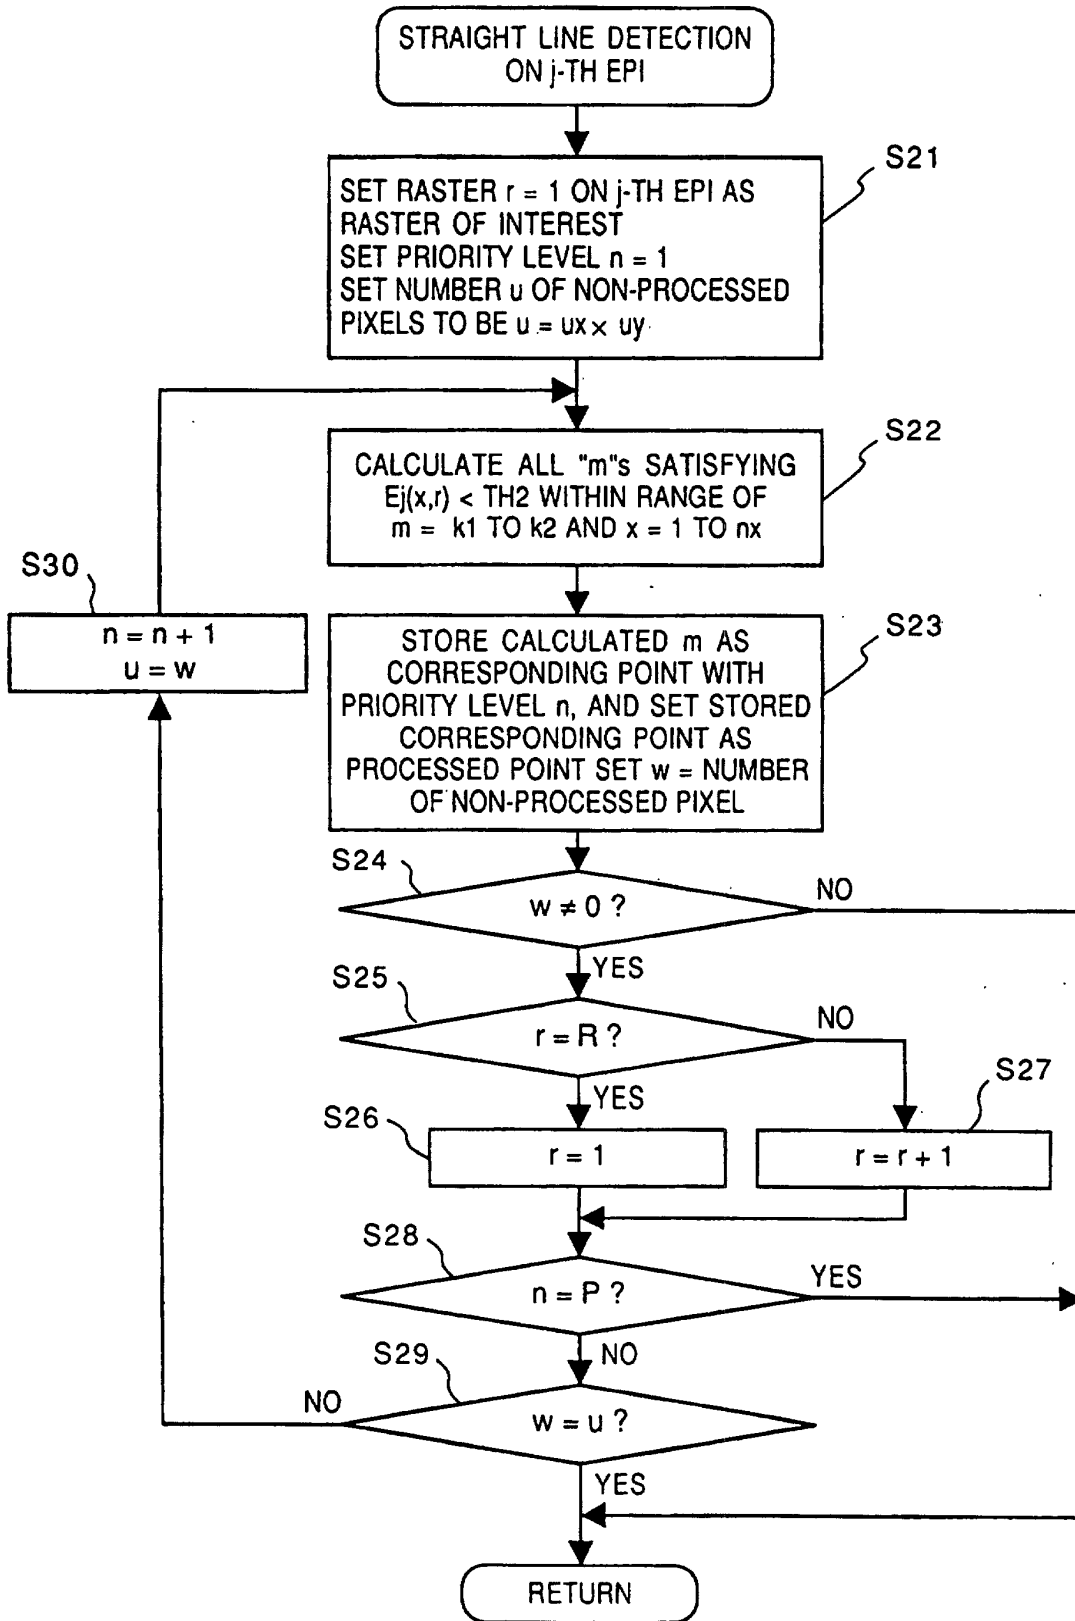 STRAIGHT LINE DETECTION
ON j-TH EPI
S21
SET RASTER r = 1 ON j-TH EPI AS
RASTER OF INTEREST
SET PRIORITY LEVEL n = 1
SET NUMBER u OF NON-PROCESSED
PIXELS TO BE u = ux × uy
S22
CALCULATE ALL "m"s SATISFYING
Ej(x,r) < TH2 WITHIN RANGE OF
m = k1 TO k2 AND x = 1 TO nx
S30
n = n + 1
u = w
S23
STORE CALCULATED m AS
CORRESPONDING POINT WITH
PRIORITY LEVEL n, AND SET STORED
CORRESPONDING POINT AS
PROCESSED POINT SET w = NUMBER
OF NON-PROCESSED PIXEL
S24
w ≠ 0 ?
NO
YES
S25
r = R ?
NO
YES
S26
r = 1
S27
r = r + 1
S28
n = P ?
YES
NO
S29
w = u ?
NO
YES
RETURN